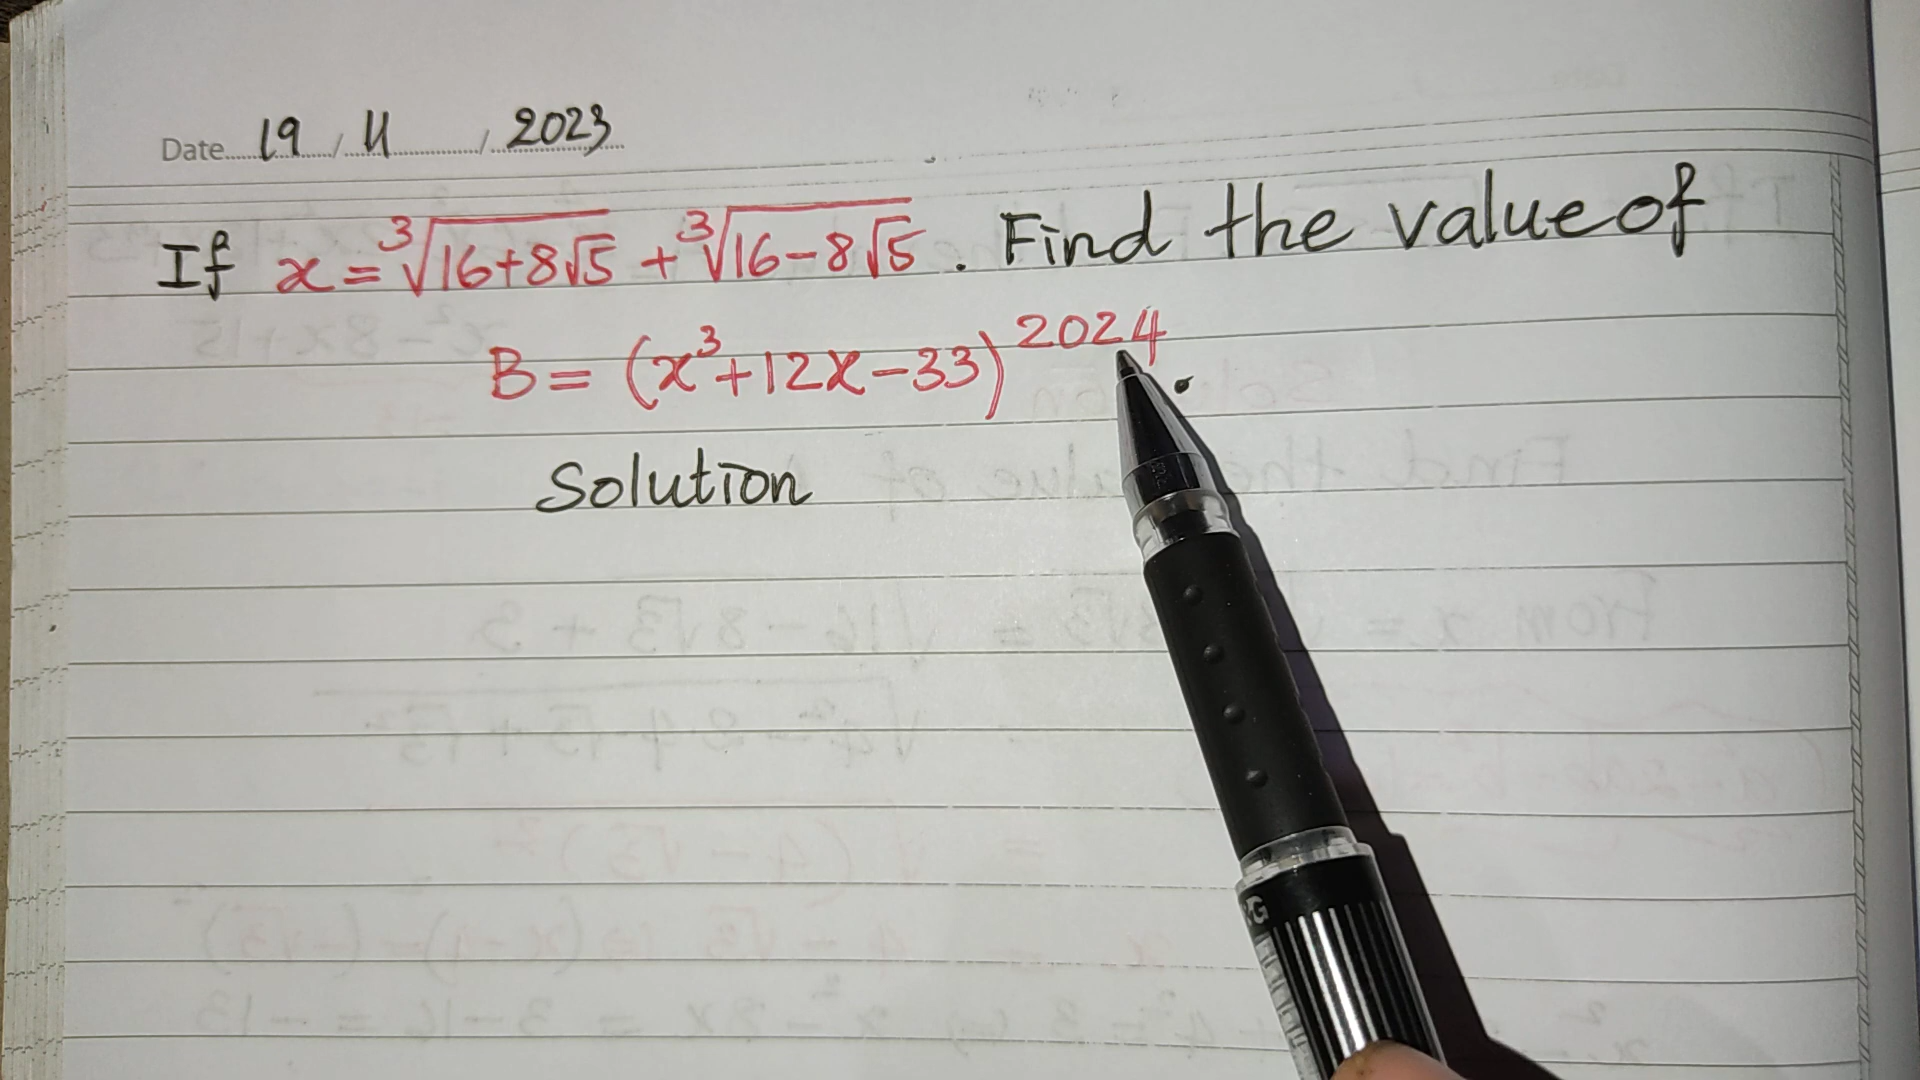 Date 19 / 11 / 2023
If x = ∛(16+8√5) + ∛(16-8√5) . Find the value of
B = (x³+12x-33)²⁰²⁴.
Solution